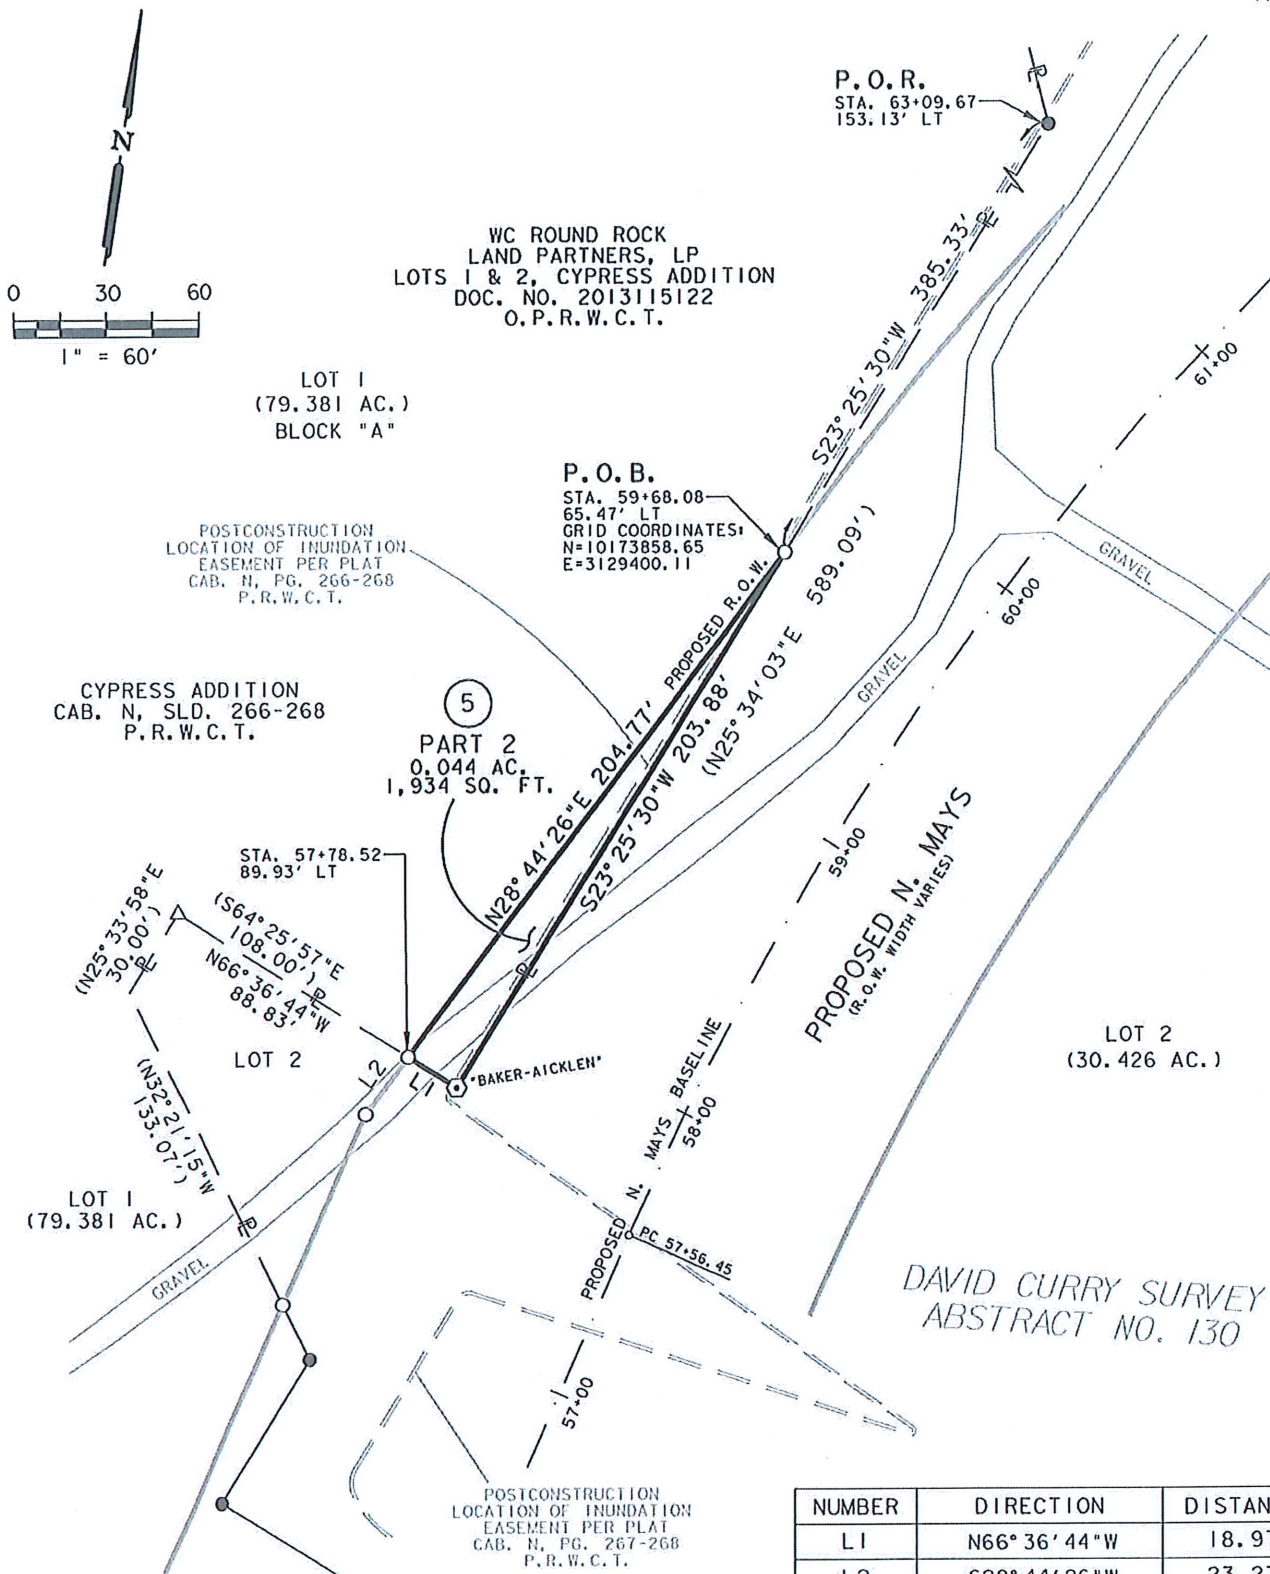 P.O.R.
STA. 63+09.67
153.13' LT
N
0 30 60
1" = 60'
WC ROUND ROCK
LAND PARTNERS, LP
LOTS 1 & 2, CYPRESS ADDITION
DOC. NO. 2013115122
O.P.R.W.C.T.
LOT 1
(79.381 AC.)
BLOCK "A"
S23°25'30"W 385.33'
61+00
P.O.B.
STA. 59+68.08
65.47' LT
GRID COORDINATES:
N=10173858.65
E=3129400.11
POSTCONSTRUCTION
LOCATION OF INUNDATION
EASEMENT PER PLAT
CAB. N, PG. 266-268
P.R.W.C.T.
GRAVEL
60+00
PROPOSED R.O.W.
(N25°34'03"E 589.09')
GRAVEL
CYPRESS ADDITION
CAB. N, SLD. 266-268
P.R.W.C.T.
5
PART 2
0.044 AC.
1,934 SQ. FT.
N28°44'26"E 204.77'
S23°25'30"W 203.88'
59+00
PROPOSED N. MAYS
(R.O.W. WIDTH VARIES)
STA. 57+78.52
89.93' LT
(N25°33'58"E
30.00')
(S64°25'57"E
108.00')
N66°36'44"W
88.83'
LOT 2
L2
L1
"BAKER-AICKLEN"
LOT 2
(30.426 AC.)
(N32°21'15"W
133.07')
PROPOSED N. MAYS BASELINE
58+00
LOT 1
(79.381 AC.)
GRAVEL
PC 57+56.45
DAVID CURRY SURVEY
ABSTRACT NO. 130
57+00
POSTCONSTRUCTION
LOCATION OF INUNDATION
EASEMENT PER PLAT
CAB. N, PG. 267-268
P.R.W.C.T.
NUMBER DIRECTION DISTAN
L1 N66°36'44"W 18.97